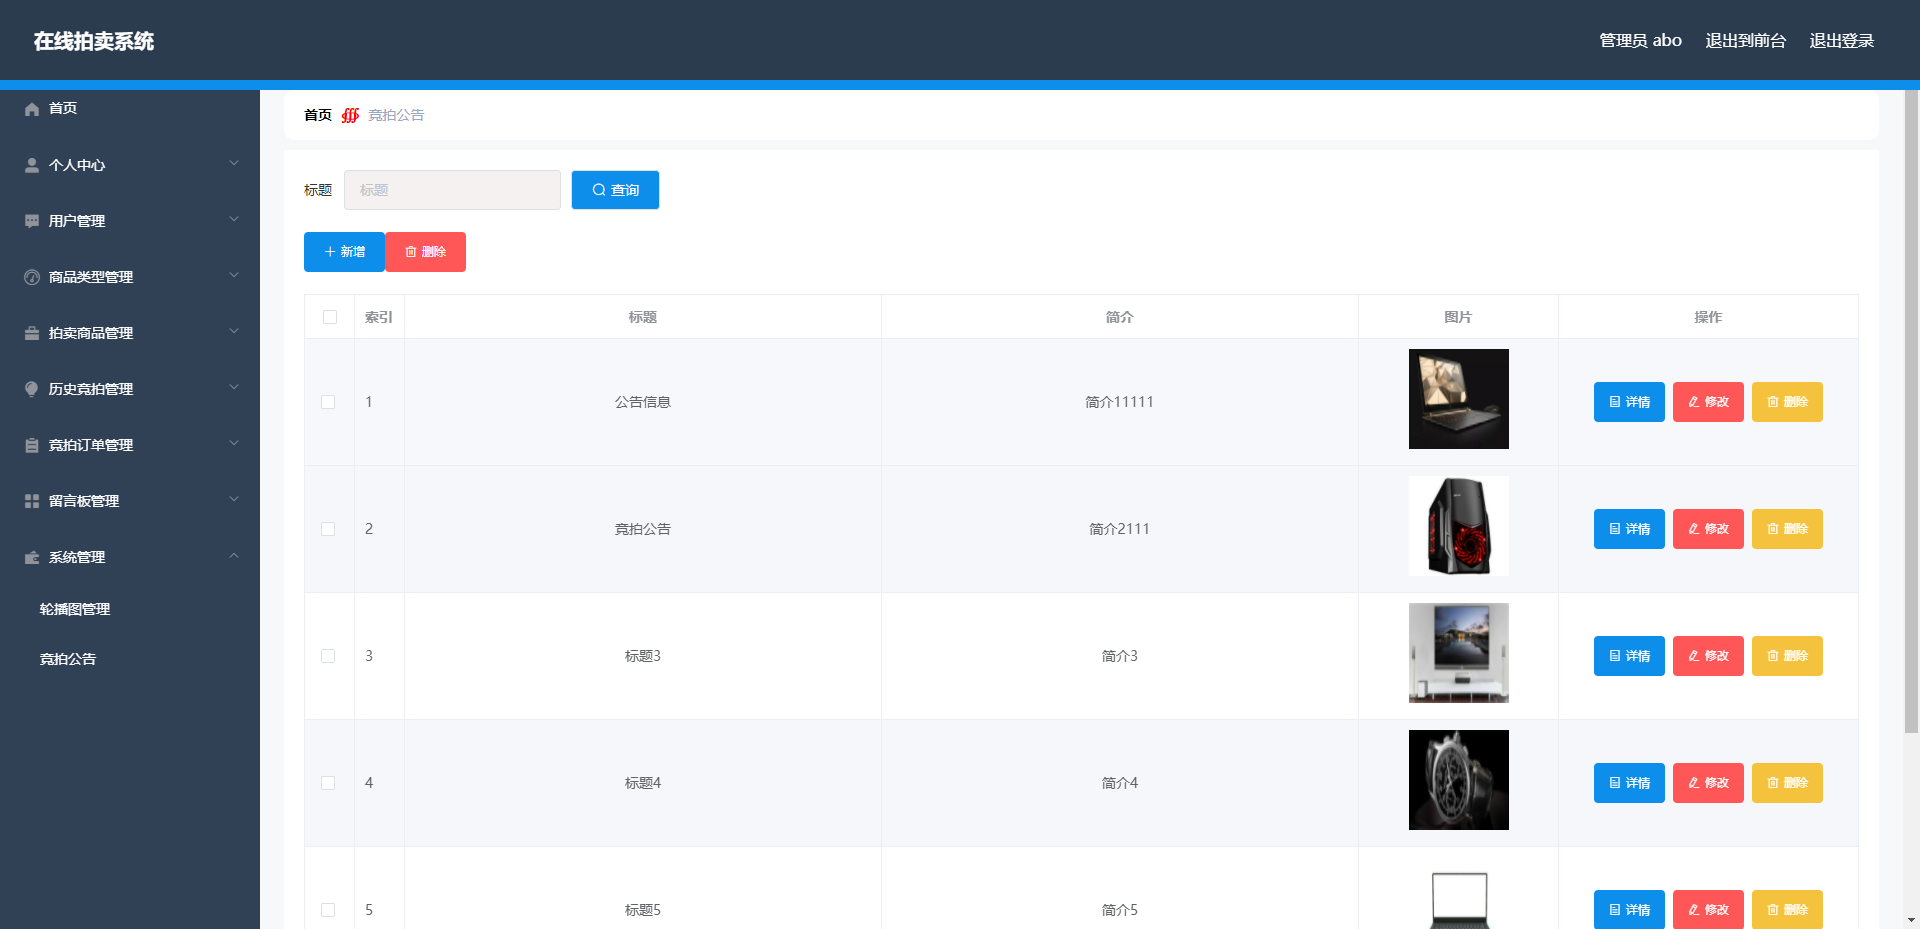 在线拍卖系统
管理员 abo 退出到前台 退出登录
首页
个人中心
用户管理
商品类型管理
拍卖商品管理
历史竞拍管理
竞拍订单管理
留言板管理
系统管理
轮播图管理
竞拍公告
首页 竞拍公告
标题 标题 查询
新增 删除
索引 标题 简介 图片 操作
1 公告信息 简介11111 详情 修改 删除
2 竞拍公告 简介2111 详情 修改 删除
3 标题3 简介3 详情 修改 删除
4 标题4 简介4 详情 修改 删除
5 标题5 简介5 详情 修改 删除